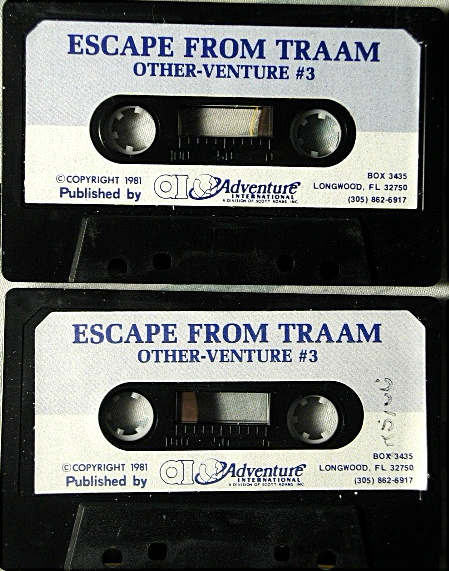 ESCAPE FROM TRAAM
OTHER-VENTURE #3
© COPYRIGHT 1981
Published by
Adventure
INTERNATIONAL
A DIVISION OF SCOTT ADAMS, INC.
BOX 3435
LONGWOOD, FL 32750
(305) 862-6917
ESCAPE FROM TRAAM
OTHER-VENTURE #3
© COPYRIGHT 1981
Published by
Adventure
INTERNATIONAL
A DIVISION OF SCOTT ADAMS, INC.
BOX 3435
LONGWOOD, FL 32750
(305) 862-6917